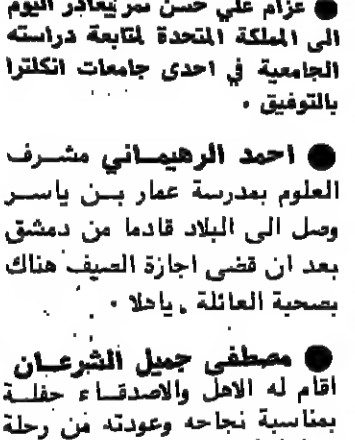 ● عزام علي حسن نمر يغادر اليوم
الى المملكة المتحدة لمتابعة دراسته
الجامعية في احدى جامعات انكلترا
بالتوفيق .
● احمد الرهيماني مشرف
العلوم بمدرسة عمار بن ياسر
وصل الى البلاد قادما من دمشق
بعد ان قضى اجازة الصيف هناك
بصحبة العائلة . ياهلا .
● مصطفى جميل الشرعان
اقام له الاهل والاصدقاء حفلة
بمناسبة نجاحه وعودته من رحلة